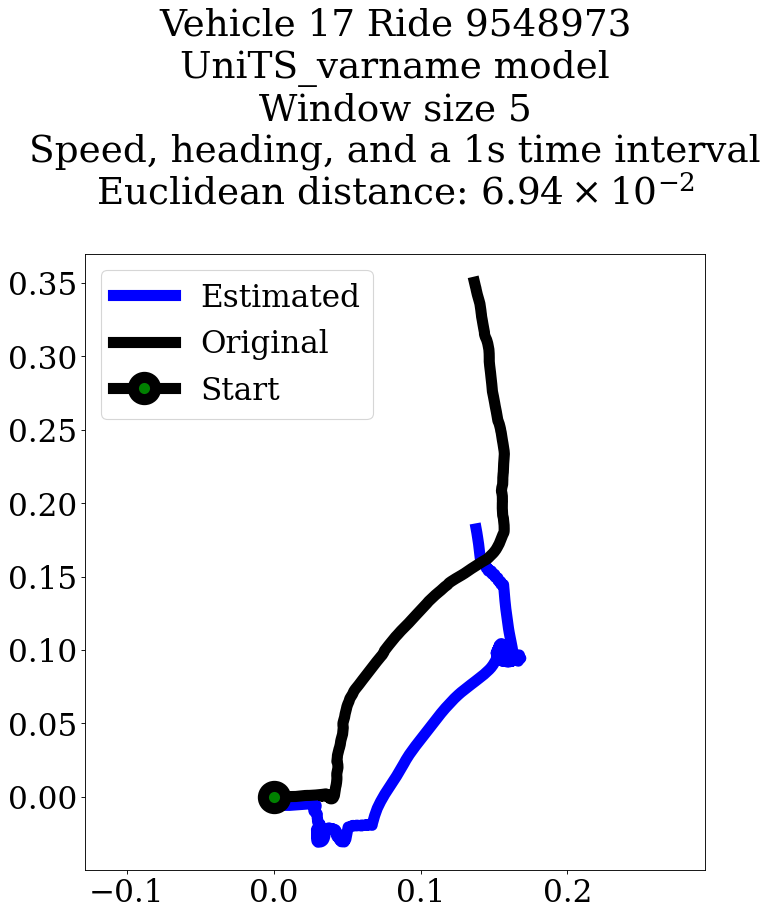 Vehicle 17 Ride 9548973
UniTS_varname model
Window size 5
Speed, heading, and a 1s time interval
Euclidean distance: 6.94 × 10⁻²
0.35
0.30
0.25
0.20
0.15
0.10
0.05
0.00
Estimated
Original
Start
−0.1 0.0 0.1 0.2